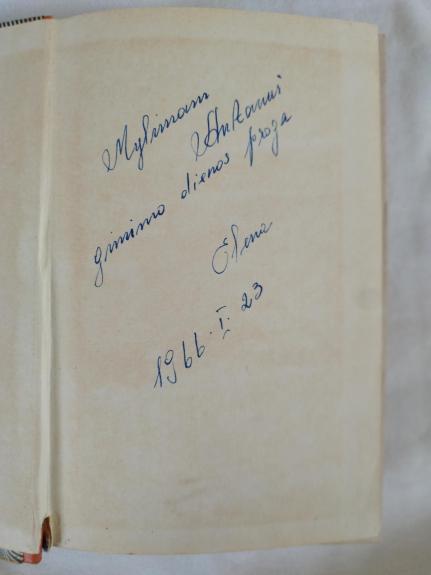 Mylimam
Antanui
gimimo dienos proga
Elena
1966.I.23